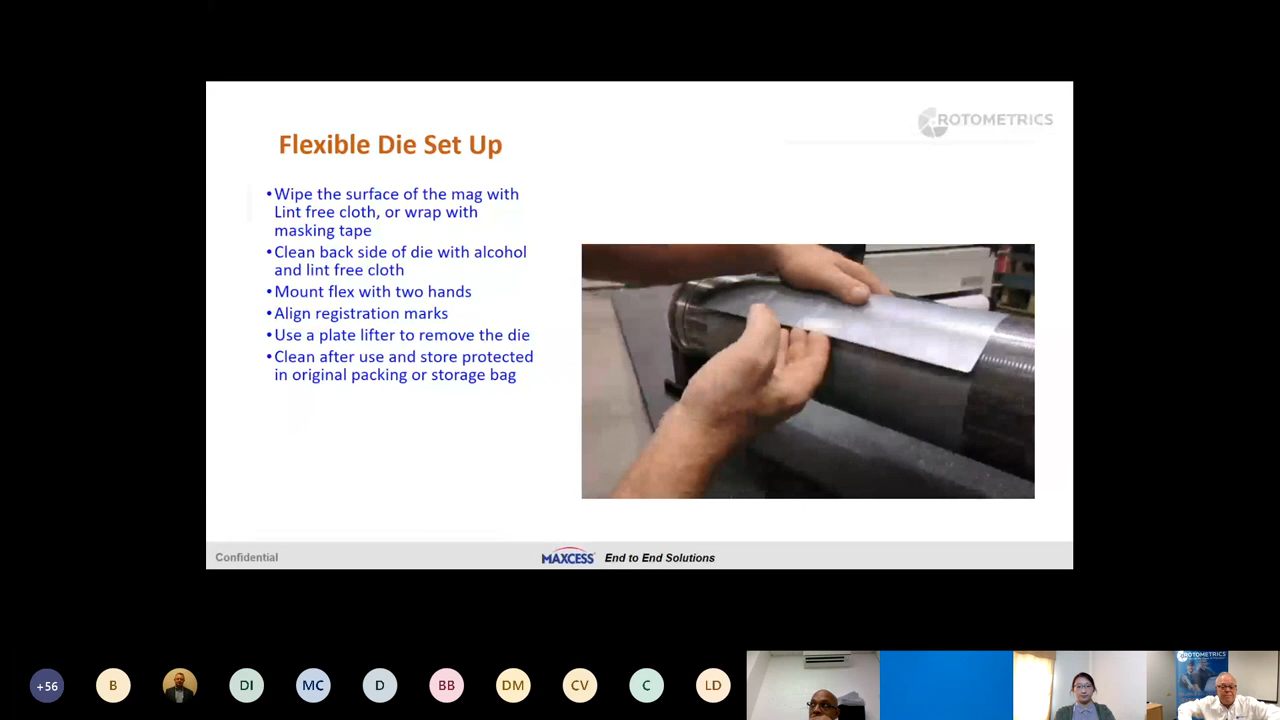 ROTOMETRICS
Flexible Die Set Up
•Wipe the surface of the mag with
Lint free cloth, or wrap with
masking tape
•Clean back side of die with alcohol
and lint free cloth
•Mount flex with two hands
•Align registration marks
•Use a plate lifter to remove the die
•Clean after use and store protected
in original packing or storage bag
Confidential
MAXCESS End to End Solutions
+56
B
DI
MC
D
BB
DM
CV
C
LD
ROTOMETRICS